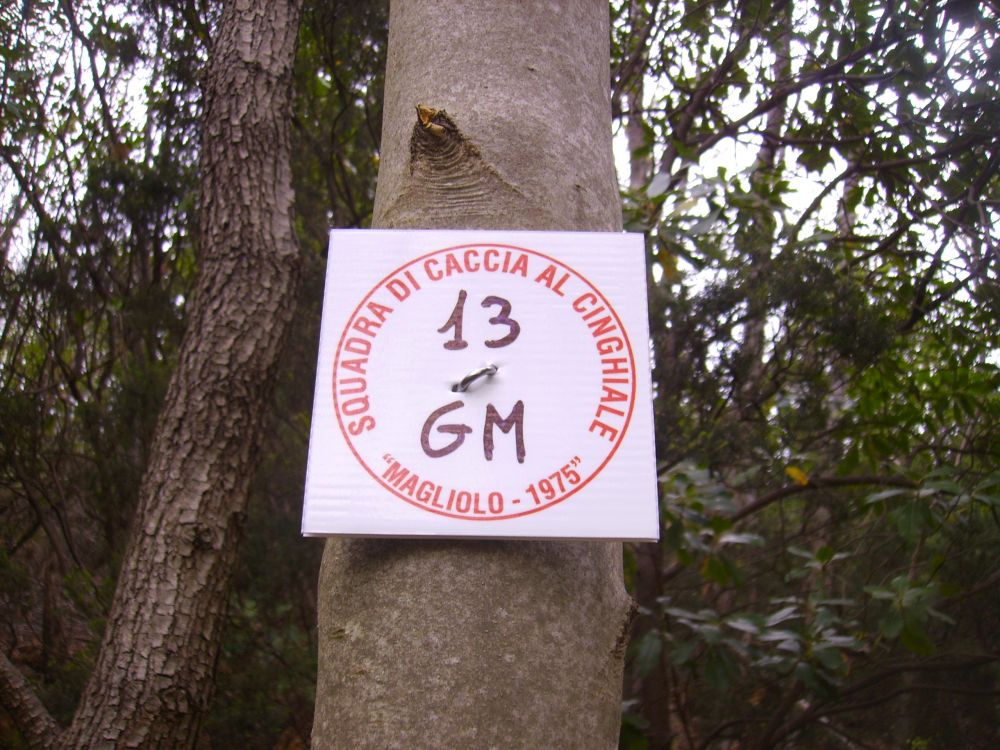 SQUADRA DI CACCIA AL CINGHIALE
13
GM
"MAGLIOLO - 1975"